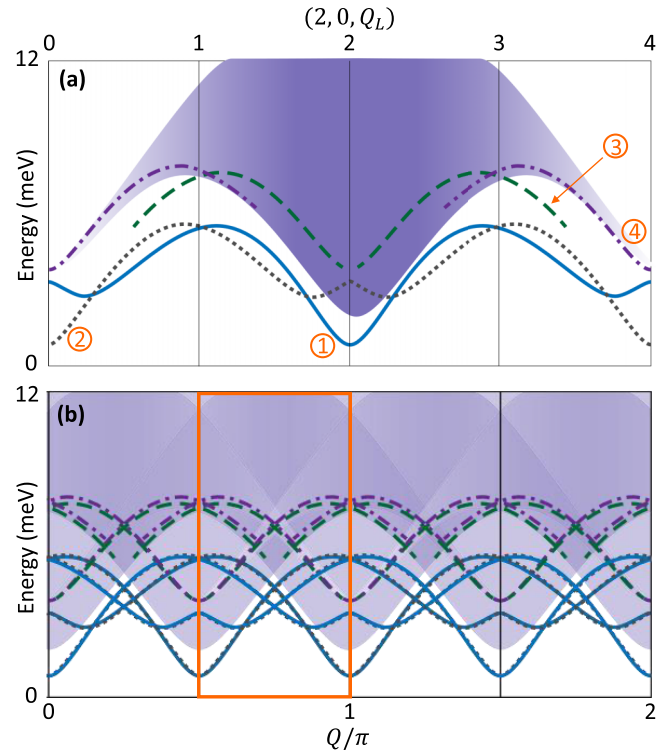 (2, 0, Q_L)
0 1 2 3 4
12
(a)
3
4
Energy (meV)
2
1
0
12
(b)
Energy (meV)
0
0 1 2
Q/π